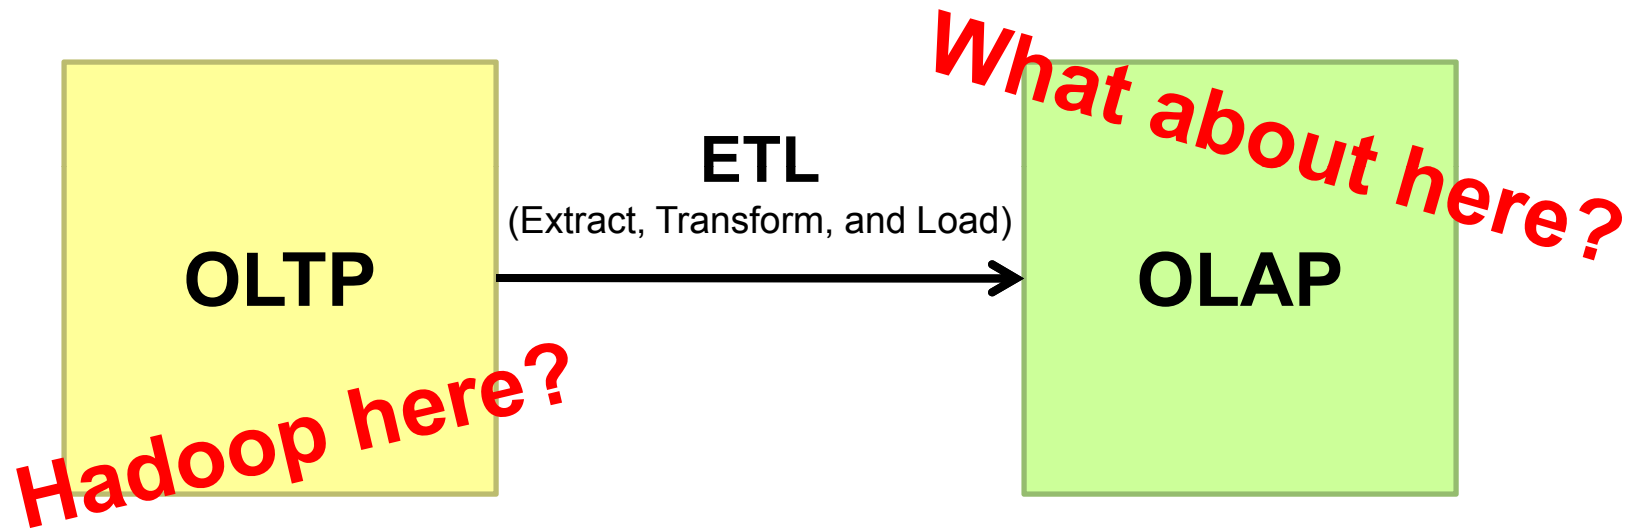 What about here?
ETL
(Extract, Transform, and Load)
OLTP
OLAP
Hadoop here?